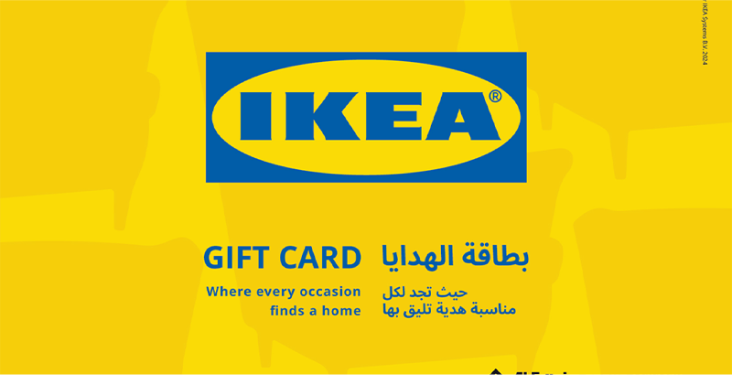 IKEA®
GIFT CARD
بطاقة الهدايا
Where every occasion
finds a home
حيث تجد لكل
مناسبة هدية تليق بها
IKEA Systems B.V. 2024